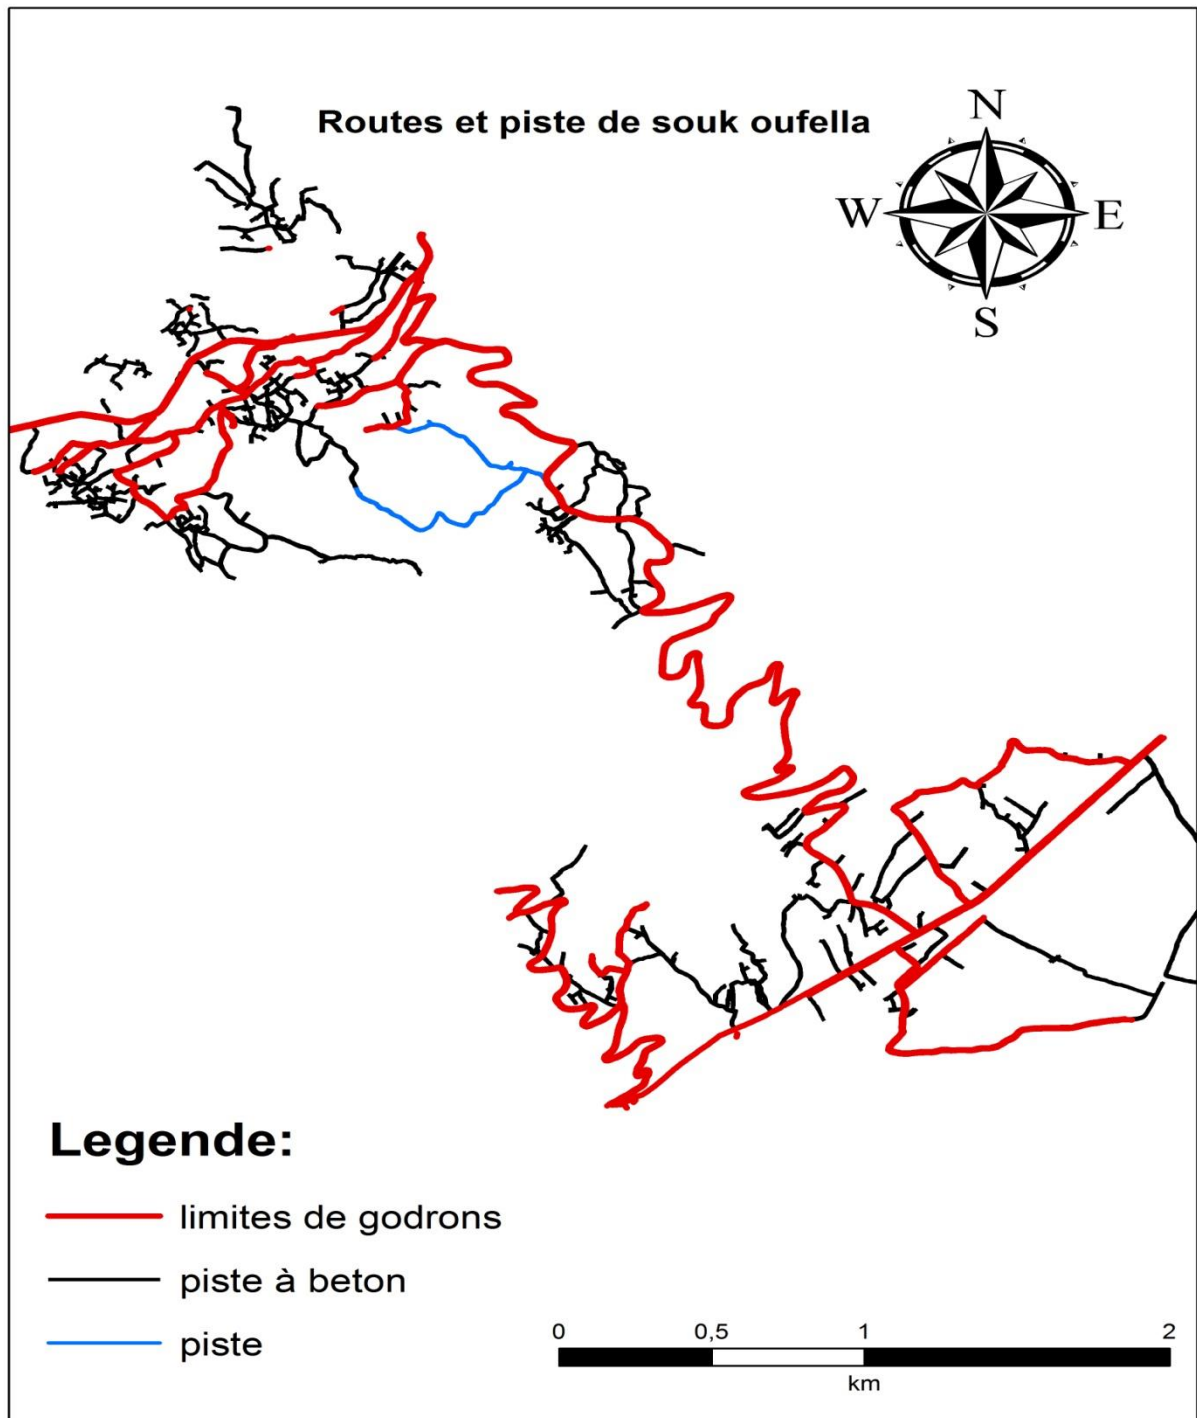 Routes et piste de souk oufella
N
W
E
S
Legende:
limites de godrons
piste à beton
piste
0 0,5 1 2
km